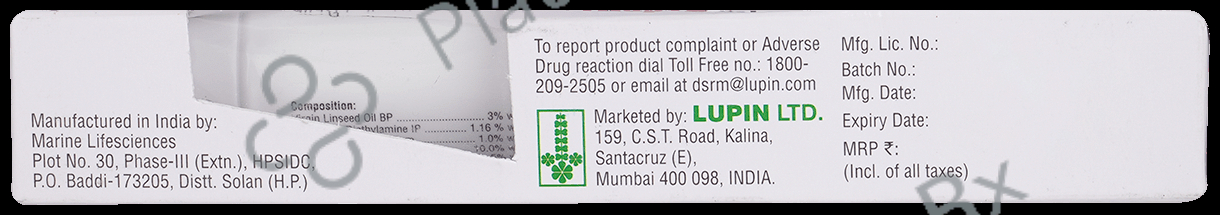 Composition:
Linseed Oil BP 3%
1.16 %
1.0%
Manufactured in India by:
Marine Lifesciences
Plot No. 30, Phase-III (Extn.), HPSIDC,
P.O. Baddi-173205, Distt. Solan (H.P.)
To report product complaint or Adverse
Drug reaction dial Toll Free no.: 1800-
209-2505 or email at dsrm@lupin.com
Marketed by: LUPIN LTD.
159, C.S.T. Road, Kalina,
Santacruz (E),
Mumbai 400 098, INDIA.
Mfg. Lic. No.:
Batch No.:
Mfg. Date:
Expiry Date:
MRP ₹:
(Incl. of all taxes)
Rx